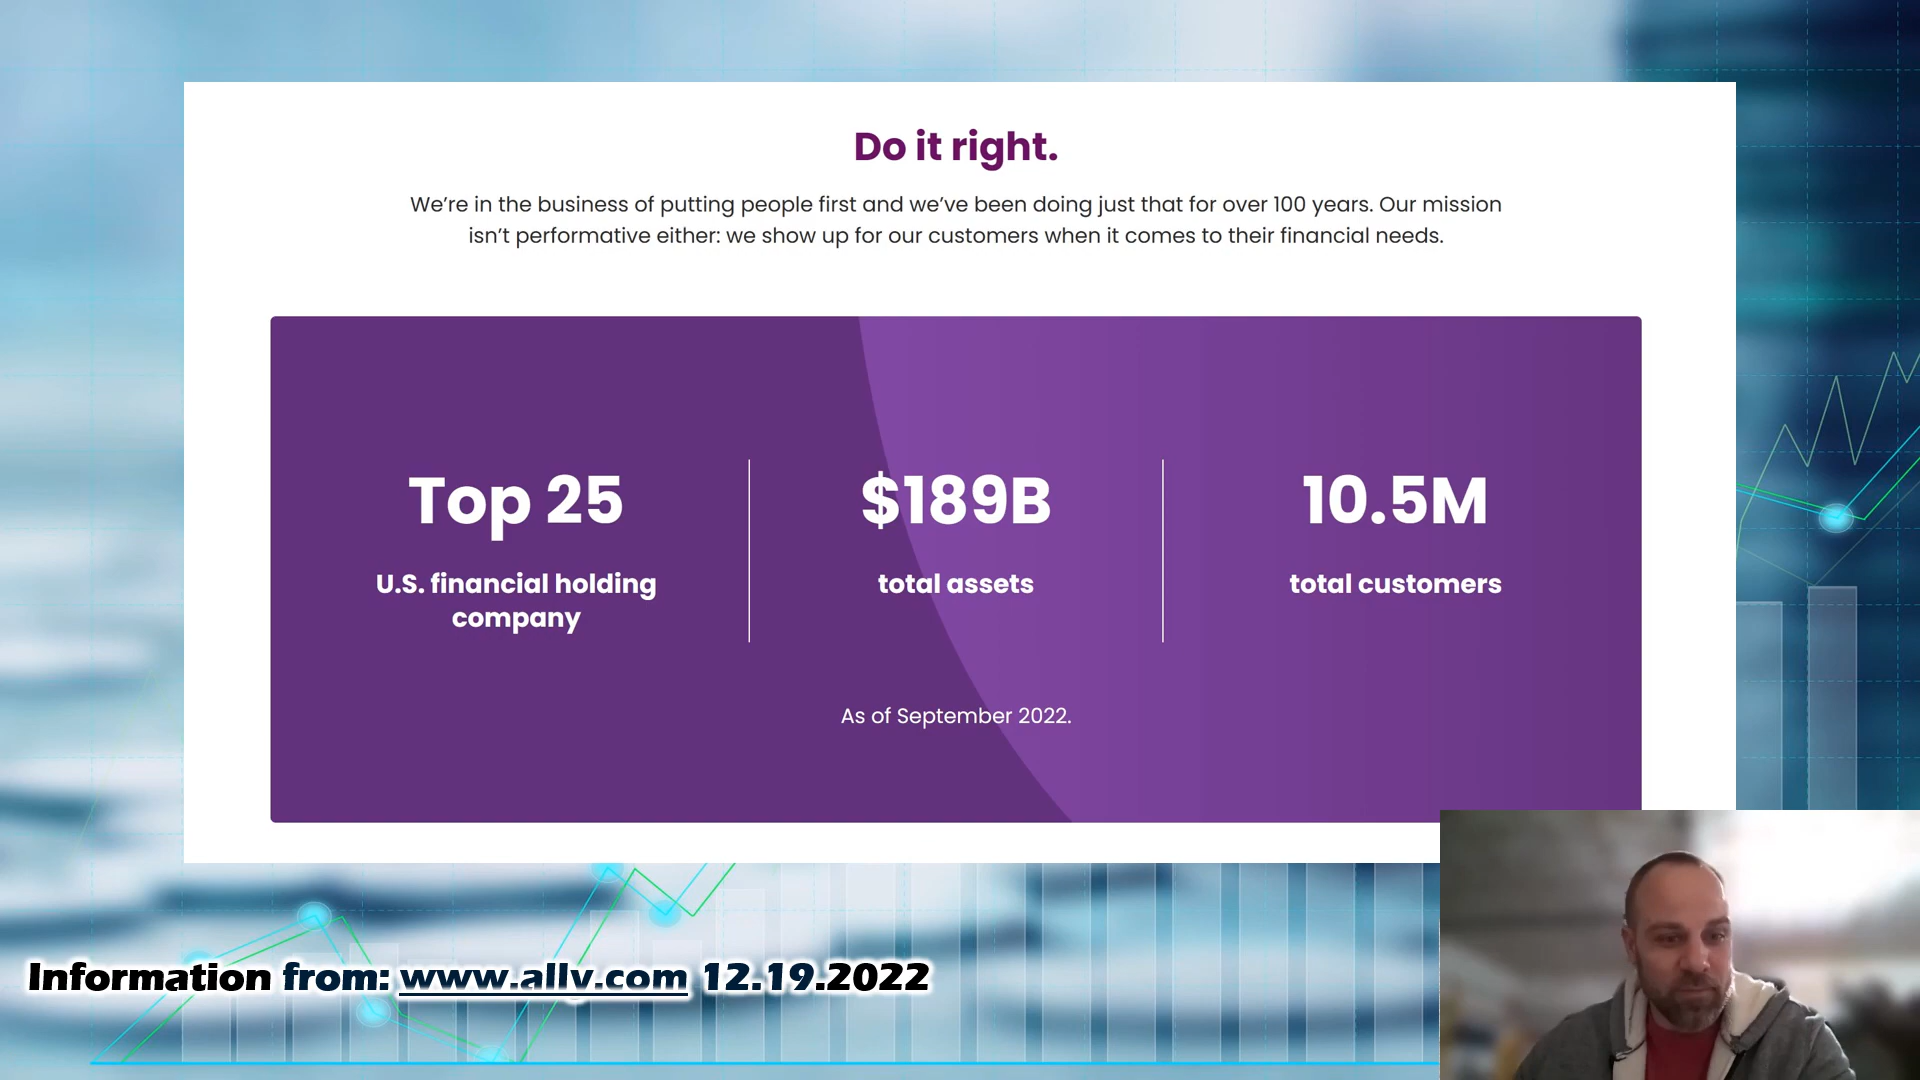 Do it right.
We’re in the business of putting people first and we’ve been doing just that for over 100 years. Our mission
isn’t performative either: we show up for our customers when it comes to their financial needs.
Top 25
U.S. financial holding
company
$189B
total assets
10.5M
total customers
As of September 2022.
Information from: www.ally.com 12.19.2022